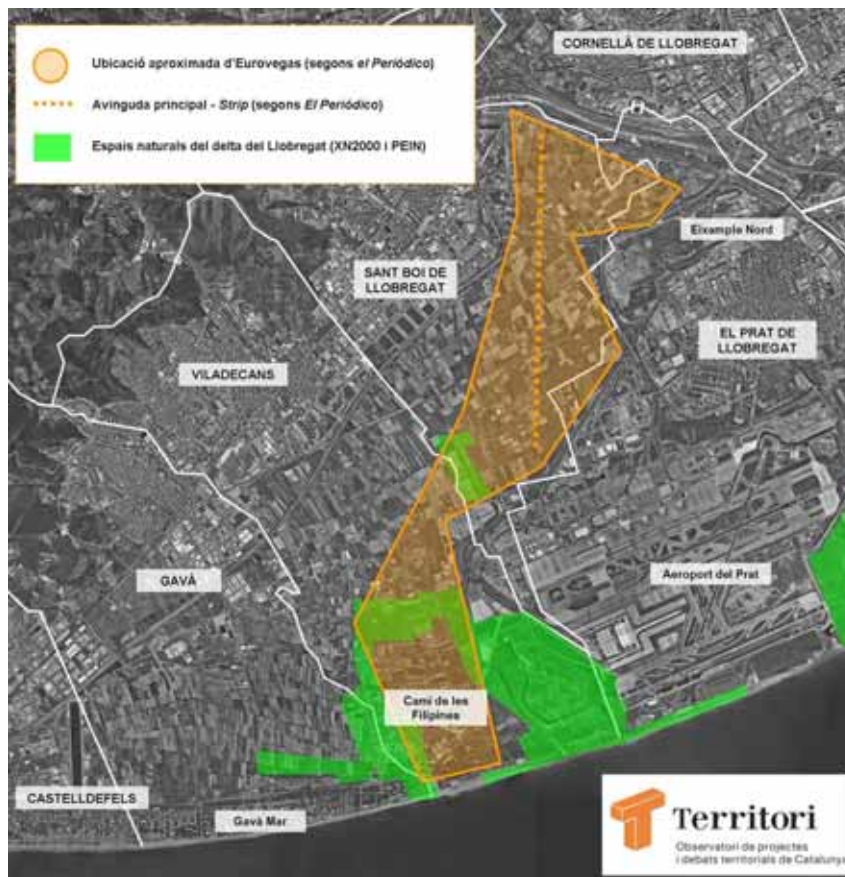 Ubicació aproximada d'Eurovegas (segons el Periódico)
Avinguda principal - Strip (segons El Periódico)
Espais naturals del delta del Llobregat (XN2000 i PEIN)
CORNELLÀ DE LLOBREGAT
Eixample Nord
SANT BOI DE
LLOBREGAT
EL PRAT DE
LLOBREGAT
VILADECANS
GAVÀ
Aeroport del Prat
Camí de les
Filipines
CASTELLDEFELS
Gavà Mar
Territori
Observatori de projectes
i debats territorials de Catalunya